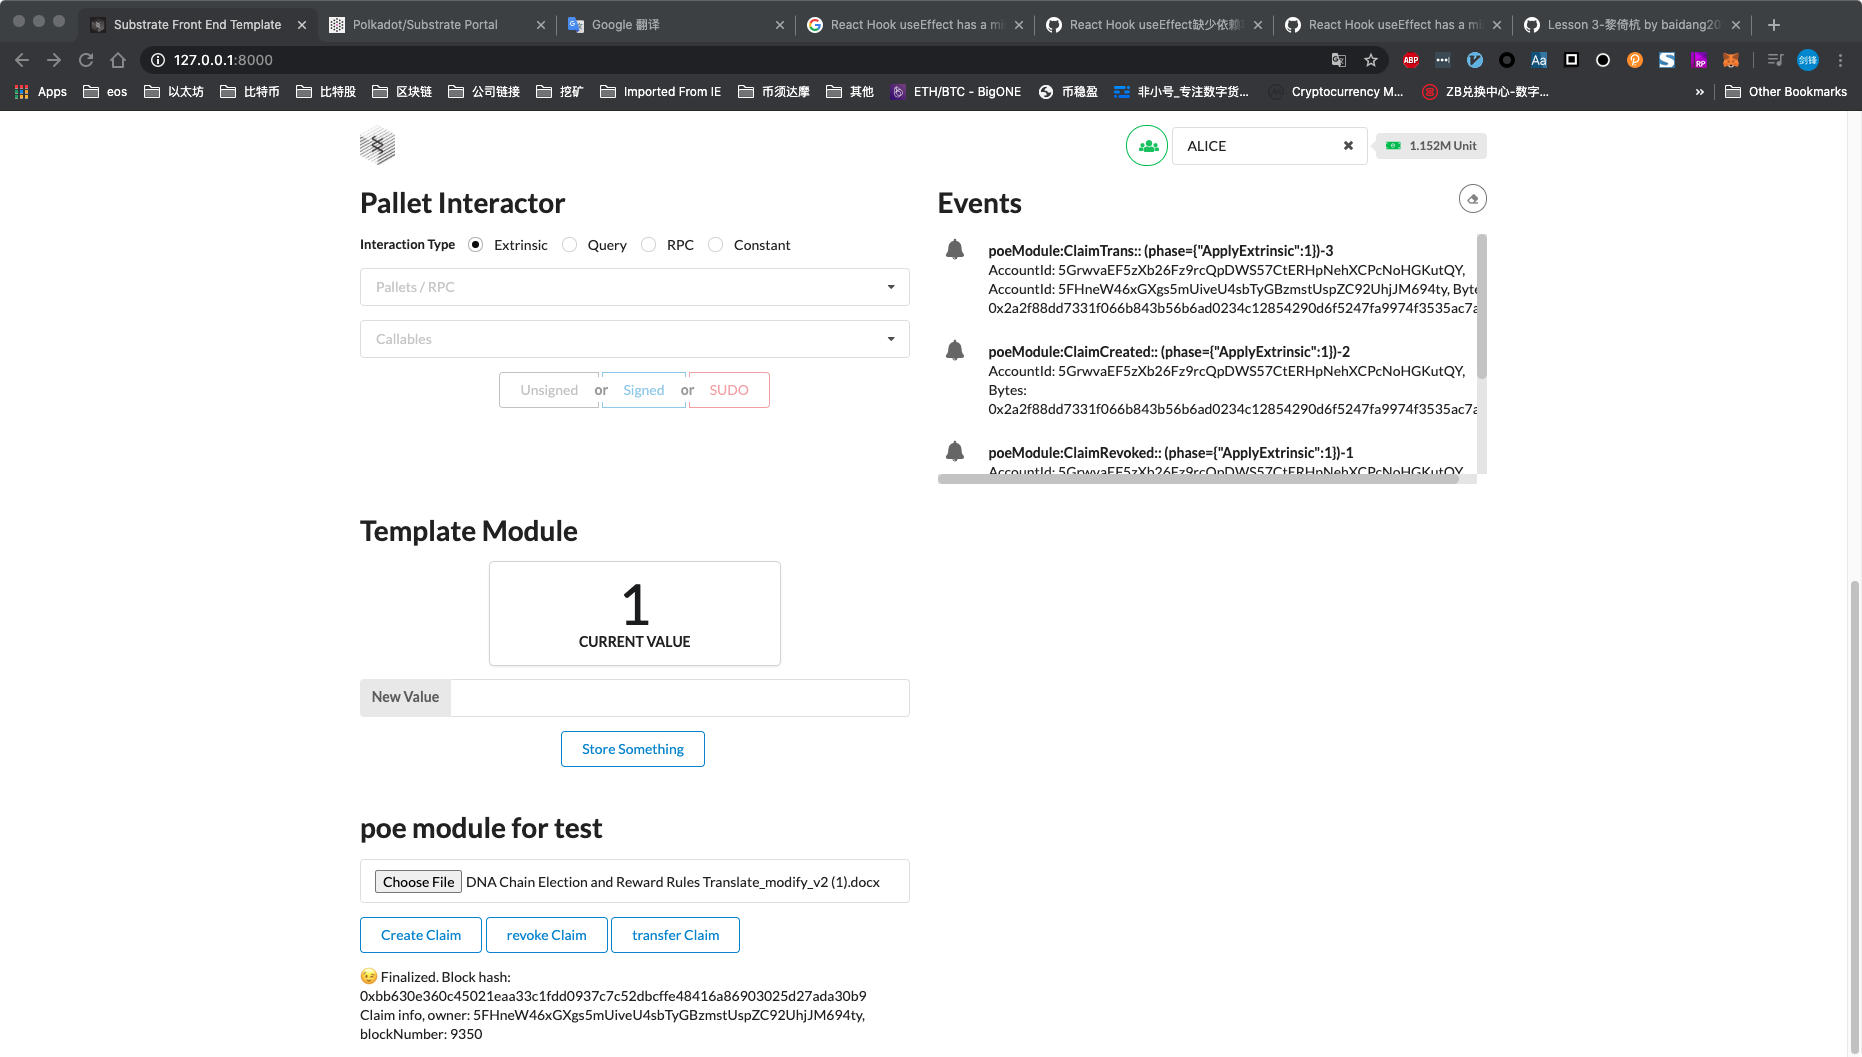 Substrate Front End Template
Polkadot/Substrate Portal
Google 翻译
React Hook useEffect has a mi
React Hook useEffect缺少依赖
React Hook useEffect has a mi
Lesson 3-黎倚杭 by baidang20
127.0.0.1:8000
ABP
Aa
RP
剑锋
Apps
eos
以太坊
比特币
比特股
区块链
公司链接
挖矿
Imported From IE
币须达摩
其他
ETH/BTC - BigONE
币稳盈
非小号_专注数字货...
Cryptocurrency M...
ZB兑换中心-数字...
»
Other Bookmarks
ALICE
1.152M Unit
Pallet Interactor
Interaction Type Extrinsic Query RPC Constant
Pallets / RPC
Callables
Unsigned or Signed or SUDO
Events
poeModule:ClaimTrans:: (phase={"ApplyExtrinsic":1})-3
AccountId: 5GrwvaEF5zXb26Fz9rcQpDWS57CtERHpNehXCPcNoHGKutQY,
AccountId: 5FHneW46xGXgs5mUiveU4sbTyGBzmstUspZC92UhjJM694ty, Byte
0x2a2f88dd7331f066b843b56b6ad0234c12854290d6f5247fa9974f3535ac7a
poeModule:ClaimCreated:: (phase={"ApplyExtrinsic":1})-2
AccountId: 5GrwvaEF5zXb26Fz9rcQpDWS57CtERHpNehXCPcNoHGKutQY,
Bytes:
0x2a2f88dd7331f066b843b56b6ad0234c12854290d6f5247fa9974f3535ac7a
poeModule:ClaimRevoked:: (phase={"ApplyExtrinsic":1})-1
AccountId: 5GrwvaEF5zXb26Fz9rcQpDWS57CtERHpNehXCPcNoHGKutQY,
Template Module
1
CURRENT VALUE
New Value
Store Something
poe module for test
Choose File DNA Chain Election and Reward Rules Translate_modify_v2 (1).docx
Create Claim
revoke Claim
transfer Claim
😉 Finalized. Block hash:
0xbb630e360c45021eaa33c1fdd0937c7c52dbcffe48416a86903025d27ada30b9
Claim info, owner: 5FHneW46xGXgs5mUiveU4sbTyGBzmstUspZC92UhjJM694ty,
blockNumber: 9350